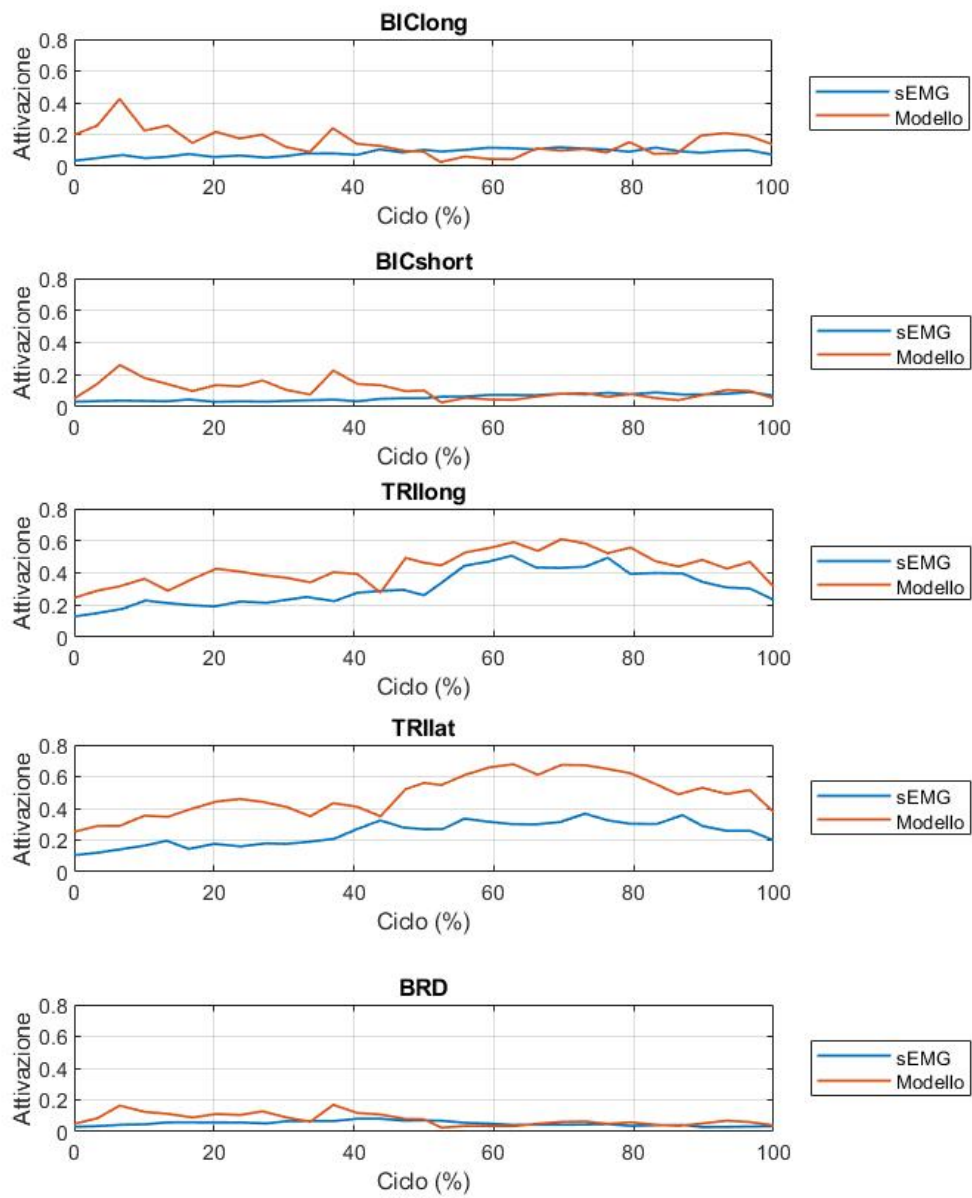 BIClong
Attivazione
0.8
0.6
0.4
0.2
0
0 20 40 60 80 100
Ciclo (%)
sEMG
Modello
BICshort
Attivazione
0.8
0.6
0.4
0.2
0
0 20 40 60 80 100
Ciclo (%)
sEMG
Modello
TRIlong
Attivazione
0.8
0.6
0.4
0.2
0
0 20 40 60 80 100
Ciclo (%)
sEMG
Modello
TRIlat
Attivazione
0.8
0.6
0.4
0.2
0
0 20 40 60 80 100
Ciclo (%)
sEMG
Modello
BRD
Attivazione
0.8
0.6
0.4
0.2
0
0 20 40 60 80 100
Ciclo (%)
sEMG
Modello